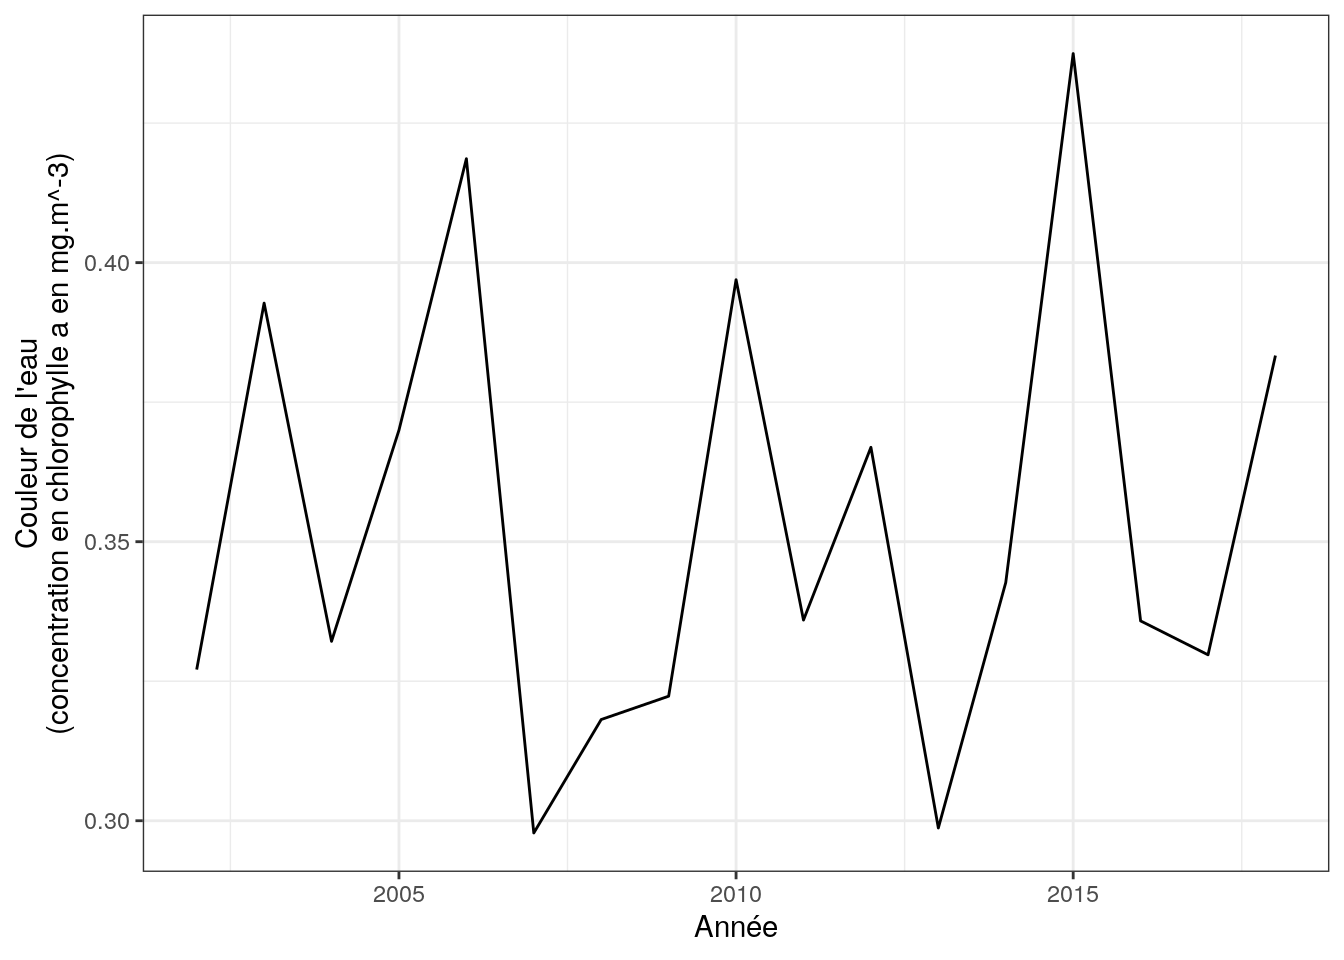 Couleur de l'eau
(concentration en chlorophylle a en mg.m^-3)
0.40
0.35
0.30
2005
2010
2015
Année